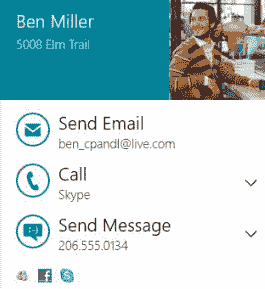 Ben Miller
5008 Elm Trail
Send Email
ben_cpandl@live.com
Call
Skype
Send Message
206.555.0134